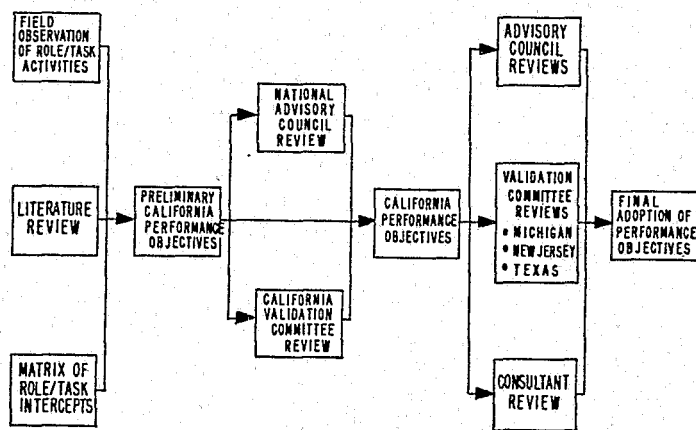 FIELD
OBSERVATION
OF ROLE/TASK
ACTIVITIES
LITERATURE
REVIEW
MATRIX OF
ROLE/TASK
INTERCEPTS
PRELIMINARY
CALIFORNIA
PERFORMANCE
OBJECTIVES
NATIONAL
ADVISORY
COUNCIL
REVIEW
CALIFORNIA
VALIDATION
COMMITTEE
REVIEW
CALIFORNIA
PERFORMANCE
OBJECTIVES
ADVISORY
COUNCIL
REVIEWS
VALIDATION
COMMITTEE
REVIEWS
• MICHIGAN
• NEW JERSEY
• TEXAS
CONSULTANT
REVIEW
FINAL
ADOPTION OF
PERFORMANCE
OBJECTIVES